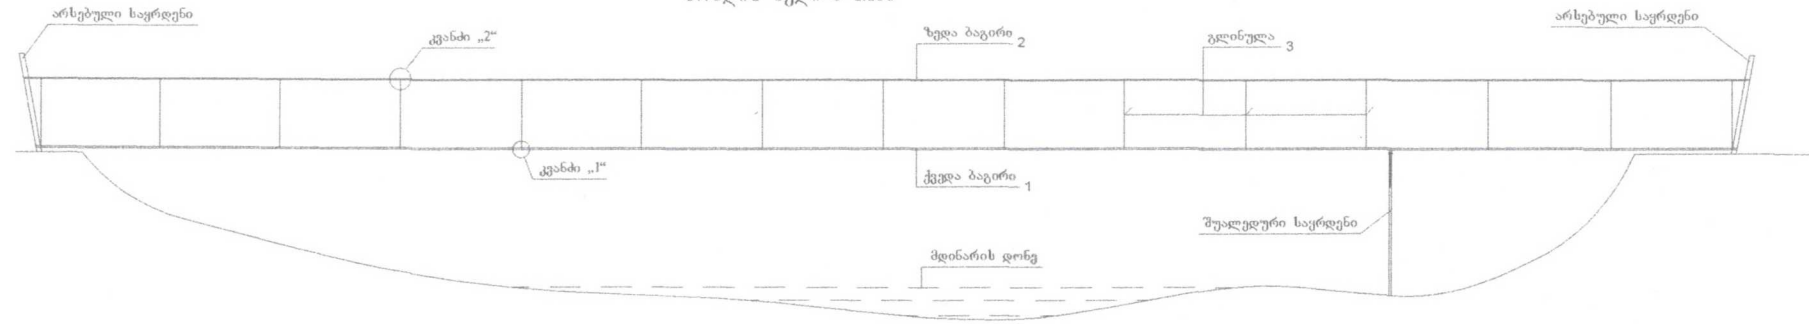 არსებული საყრდენი
კვანძი „2“
ზედა ბაგირი 2
გლინულა 3
არსებული საყრდენი
კვანძი „1“
ქვედა ბაგირი 1
შუალედური საყრდენი
მდინარის დონე